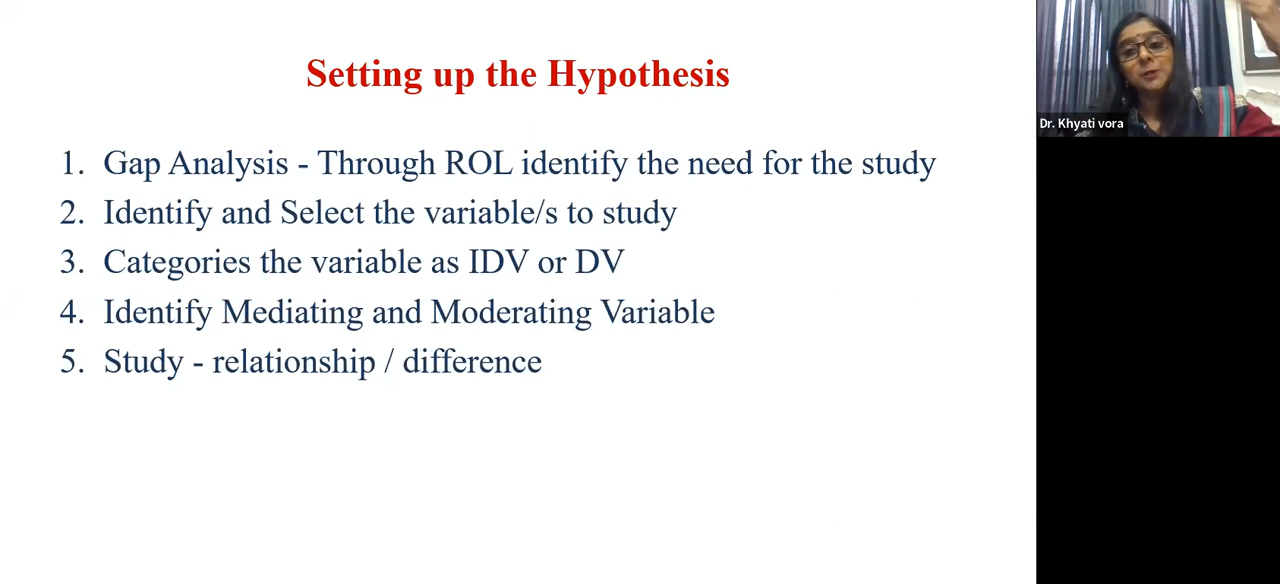 Setting up the Hypothesis
1. Gap Analysis - Through ROL identify the need for the study
2. Identify and Select the variable/s to study
3. Categories the variable as IDV or DV
4. Identify Mediating and Moderating Variable
5. Study - relationship / difference
Dr. Khyati vora